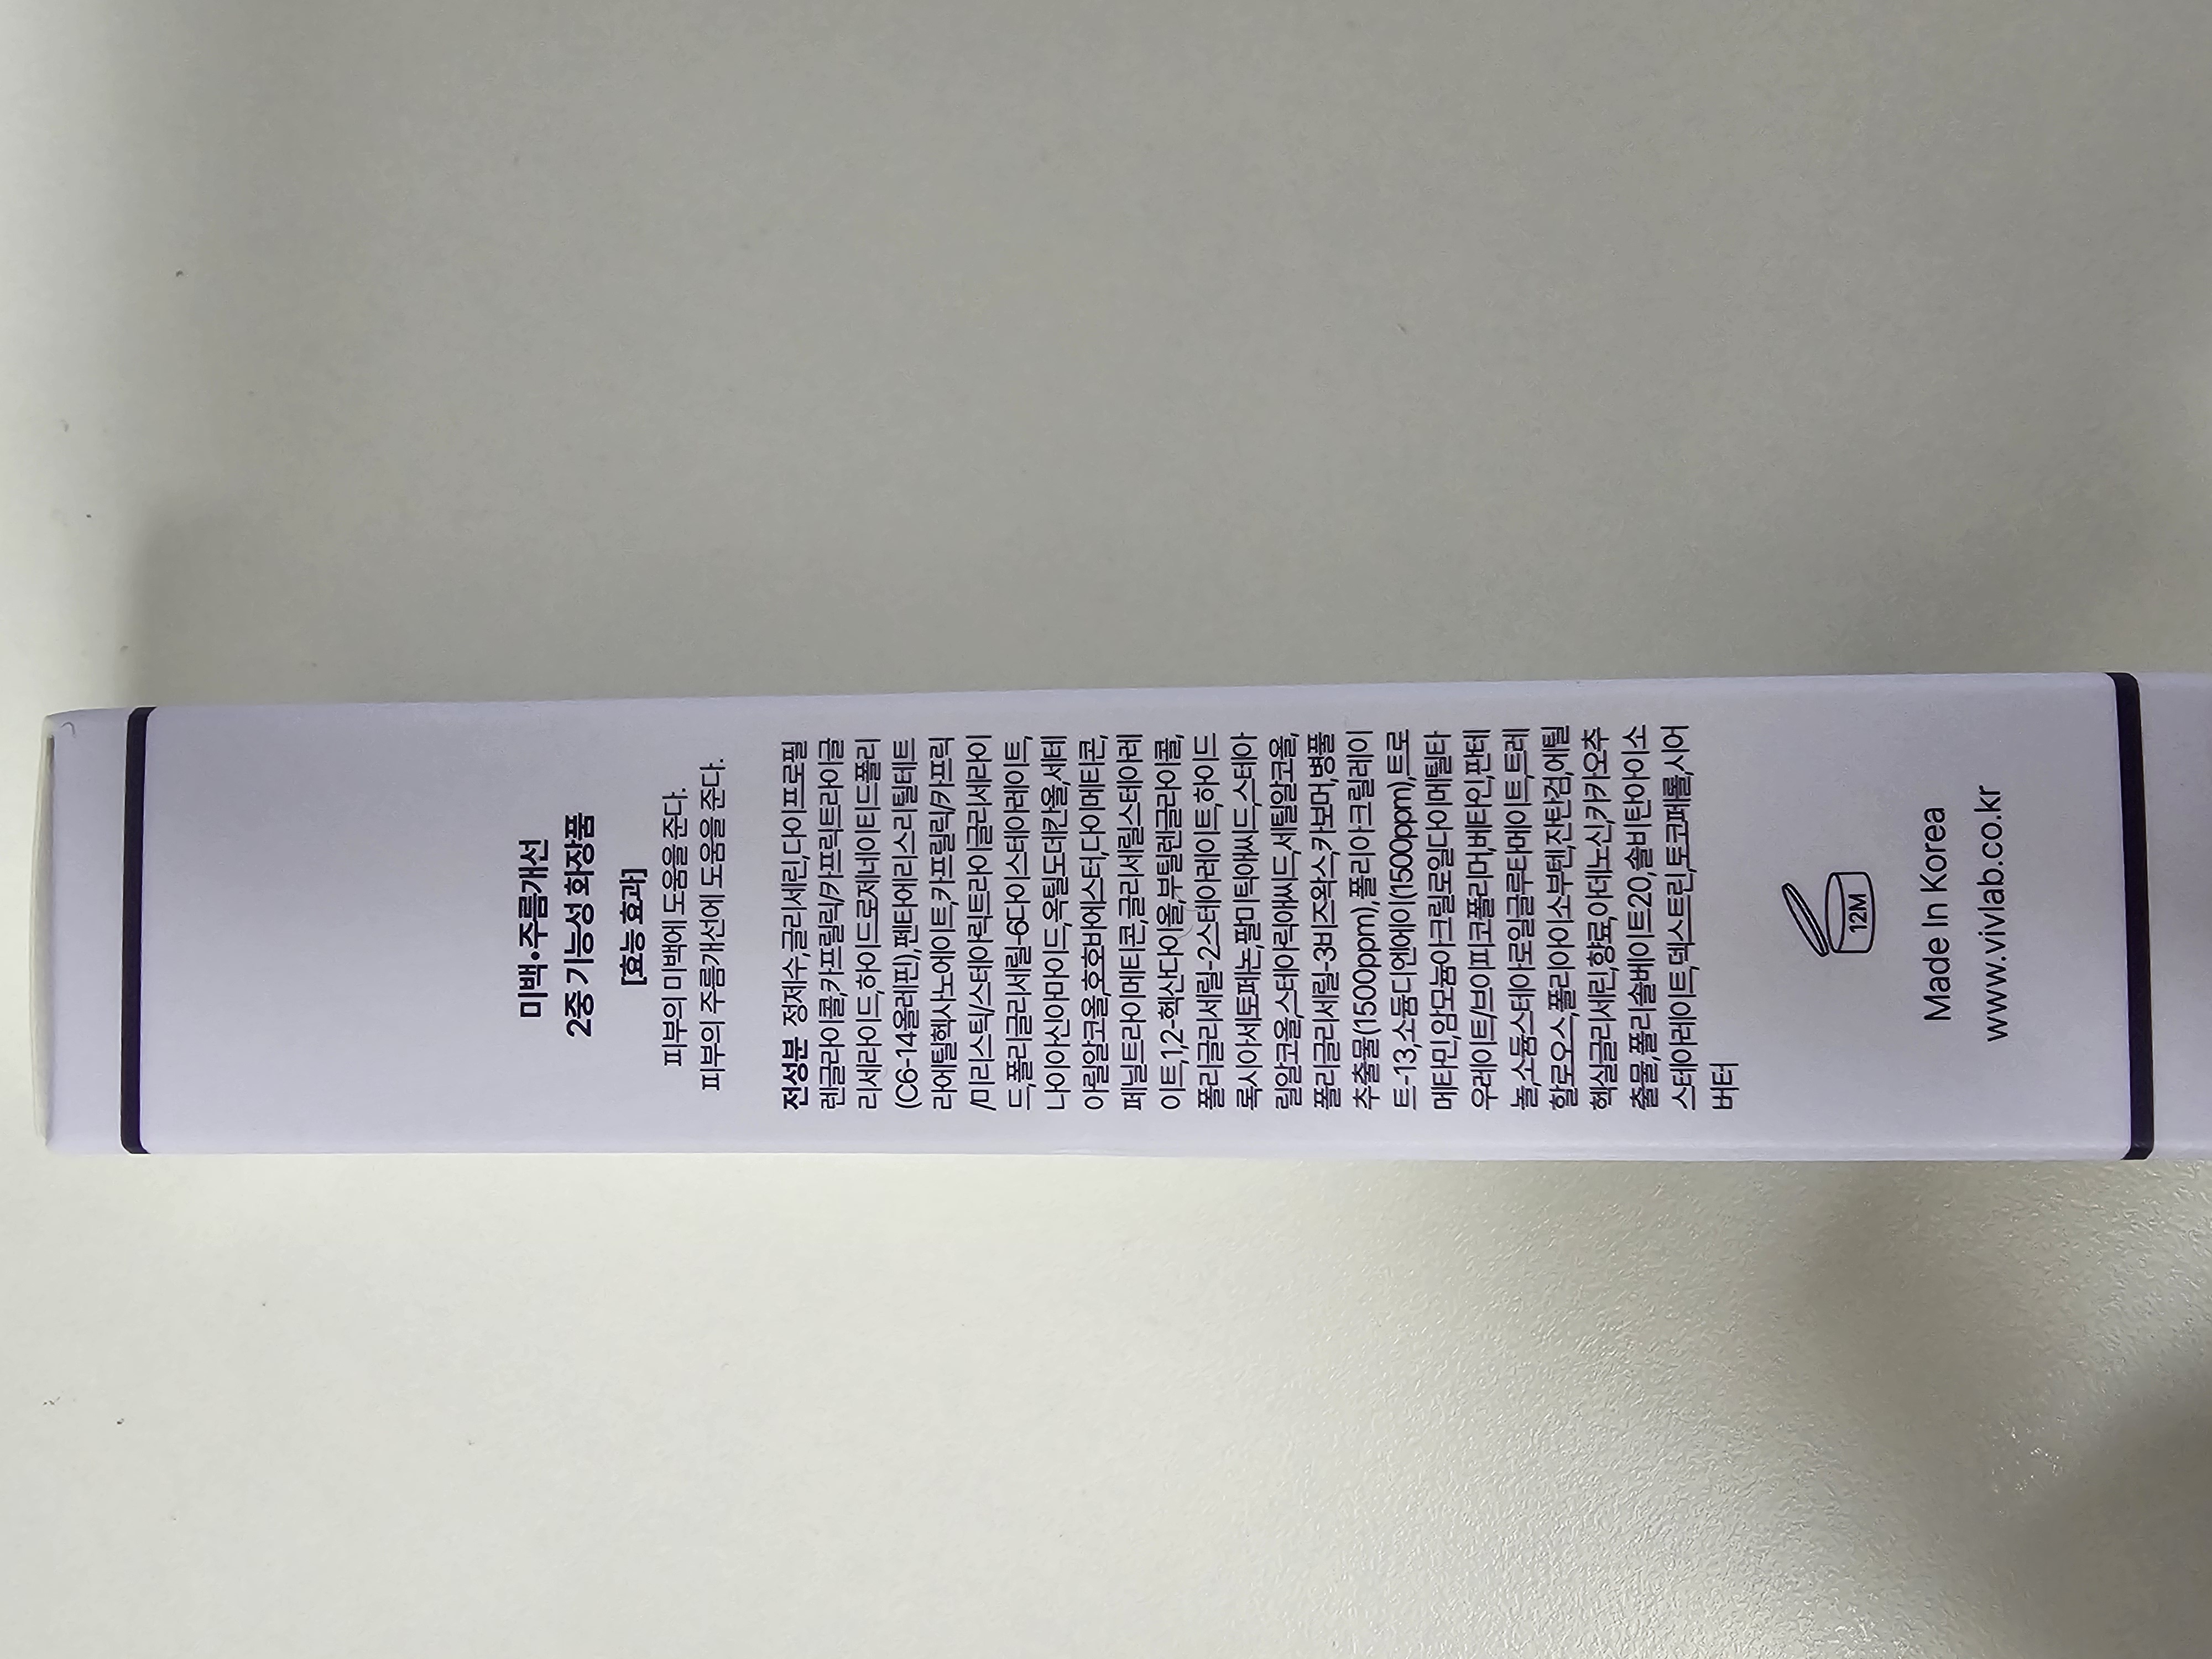 미백•주름개선
2중 기능성 화장품
[효능 효과]
피부의 미백에 도움을 준다.
피부의 주름개선에 도움을 준다.
전성분 정제수,글리세린,다이프로필
렌글라이콜,카프릴릭/카프릭트라이글
리세라이드,하이드로제네이티드폴리
(C6-14올레핀),펜타에리스리틸테트
라에틸헥사노에이트,카프릴릭/카프릭
/미리스틱/스테아릭트라이글리세라이
드,폴리글리세릴-6다이스테아레이트,
나이아신아마이드,옥틸도데칸올,세테
아릴알코올,호호바에스터,다이메티콘,
페닐트라이메티콘,글리세릴스테아레
이트,1,2-헥산다이올,부틸렌글라이콜,
폴리글리세릴-2스테아레이트,하이드
록시아세토페논,팔미틱애씨드,스테아
릴알코올,스테아릭애씨드,세틸알코올,
폴리글리세릴-3비즈왁스,카보머,병풀
추출물(1500ppm),폴리아크릴레이
트-13,소듐디엔에이(1500ppm),트로
메타민,암모늄아크릴로일다이메틸타
우레이트/브이피코폴리머,베타인,판테
놀,소듐스테아로일글루타메이트,트레
할로오스,폴리아이소부텐,잔탄검,에틸
헥실글리세린,향료,아데노신,카카오추
출물,폴리솔베이트20,솔비탄아이소
스테아레이트,덱스트린,토코페롤,시어
버터
12M
Made In Korea
www.vivlab.co.kr